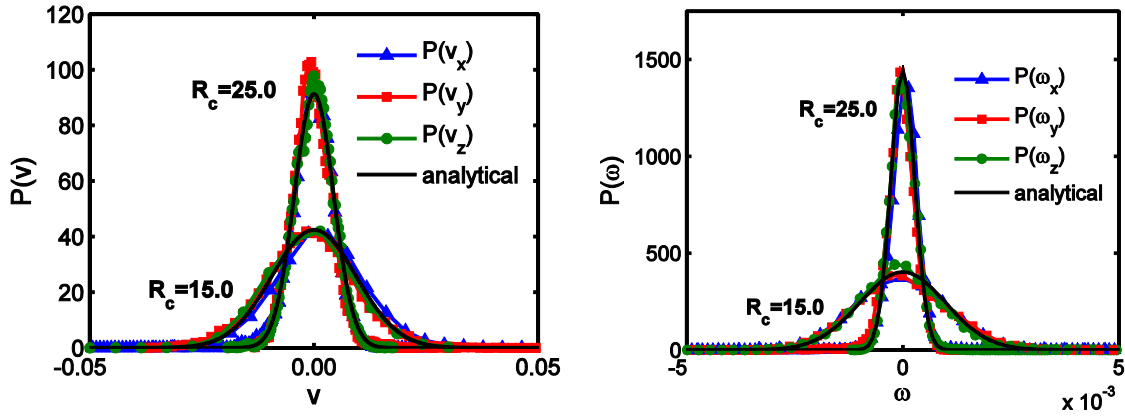 120
100
80
60
40
20
0
-0.05
0.0
0.05
P(v)
v
R_c=25.0
R_c=15.0
P(v_x)
P(v_y)
P(v_z)
analytical
1500
1000
500
0
-5
0
5
x 10^-3
P(ω)
ω
R_c=25.0
R_c=15.0
P(ω_x)
P(ω_y)
P(ω_z)
analytical